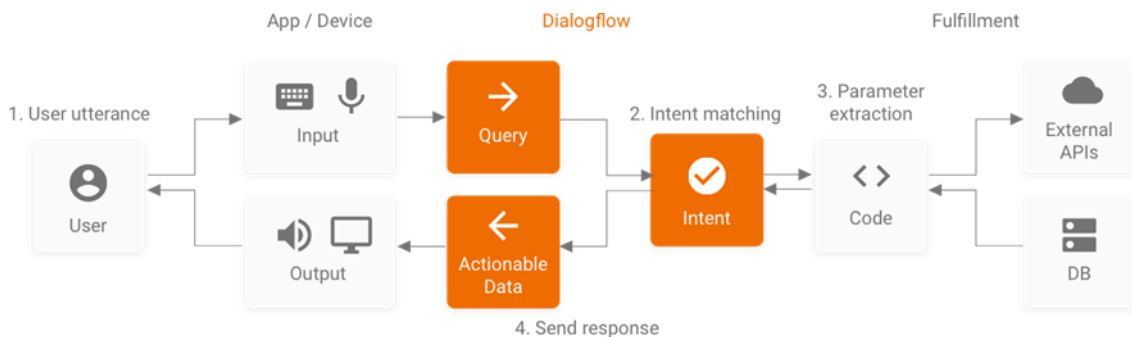 App / Device
Dialogflow
Fulfillment
1. User utterance
Input
Query
2. Intent matching
3. Parameter
extraction
External
APIs
User
Intent
Code
Output
Actionable
Data
DB
4. Send response